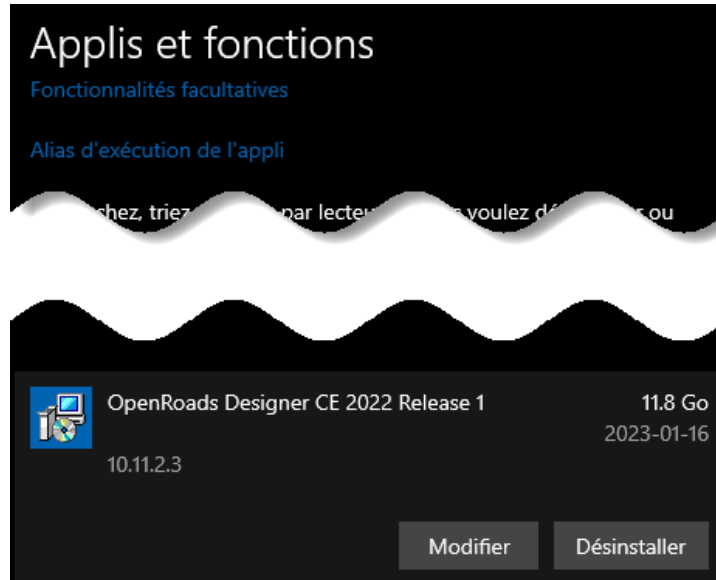 Applis et fonctions
Fonctionnalités facultatives
Alias d'exécution de l'appli
triez par voulez ou
OpenRoads Designer CE 2022 Release 1
11.8 Go
2023-01-16
10.11.2.3
Modifier
Désinstaller